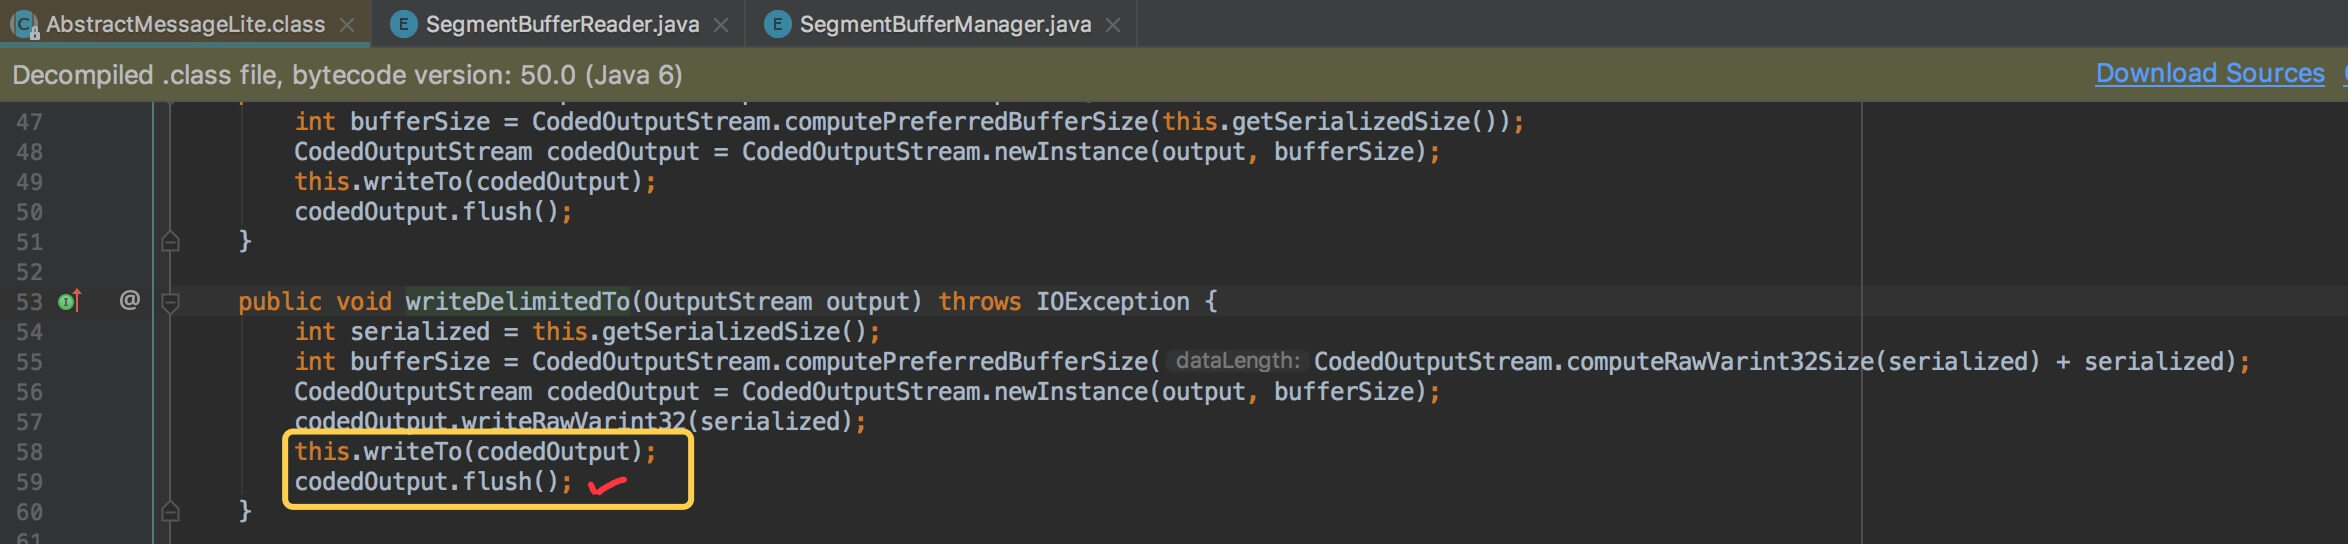 AbstractMessageLite.class
SegmentBufferReader.java
SegmentBufferManager.java
Decompiled .class file, bytecode version: 50.0 (Java 6)
Download Sources
47 int bufferSize = CodedOutputStream.computePreferredBufferSize(this.getSerializedSize());
48 CodedOutputStream codedOutput = CodedOutputStream.newInstance(output, bufferSize);
49 this.writeTo(codedOutput);
50 codedOutput.flush();
51 }
52
53 @ public void writeDelimitedTo(OutputStream output) throws IOException {
54 int serialized = this.getSerializedSize();
55 int bufferSize = CodedOutputStream.computePreferredBufferSize( dataLength: CodedOutputStream.computeRawVarint32Size(serialized) + serialized);
56 CodedOutputStream codedOutput = CodedOutputStream.newInstance(output, bufferSize);
57 codedOutput.writeRawVarint32(serialized);
58 this.writeTo(codedOutput);
59 codedOutput.flush();
60 }
61